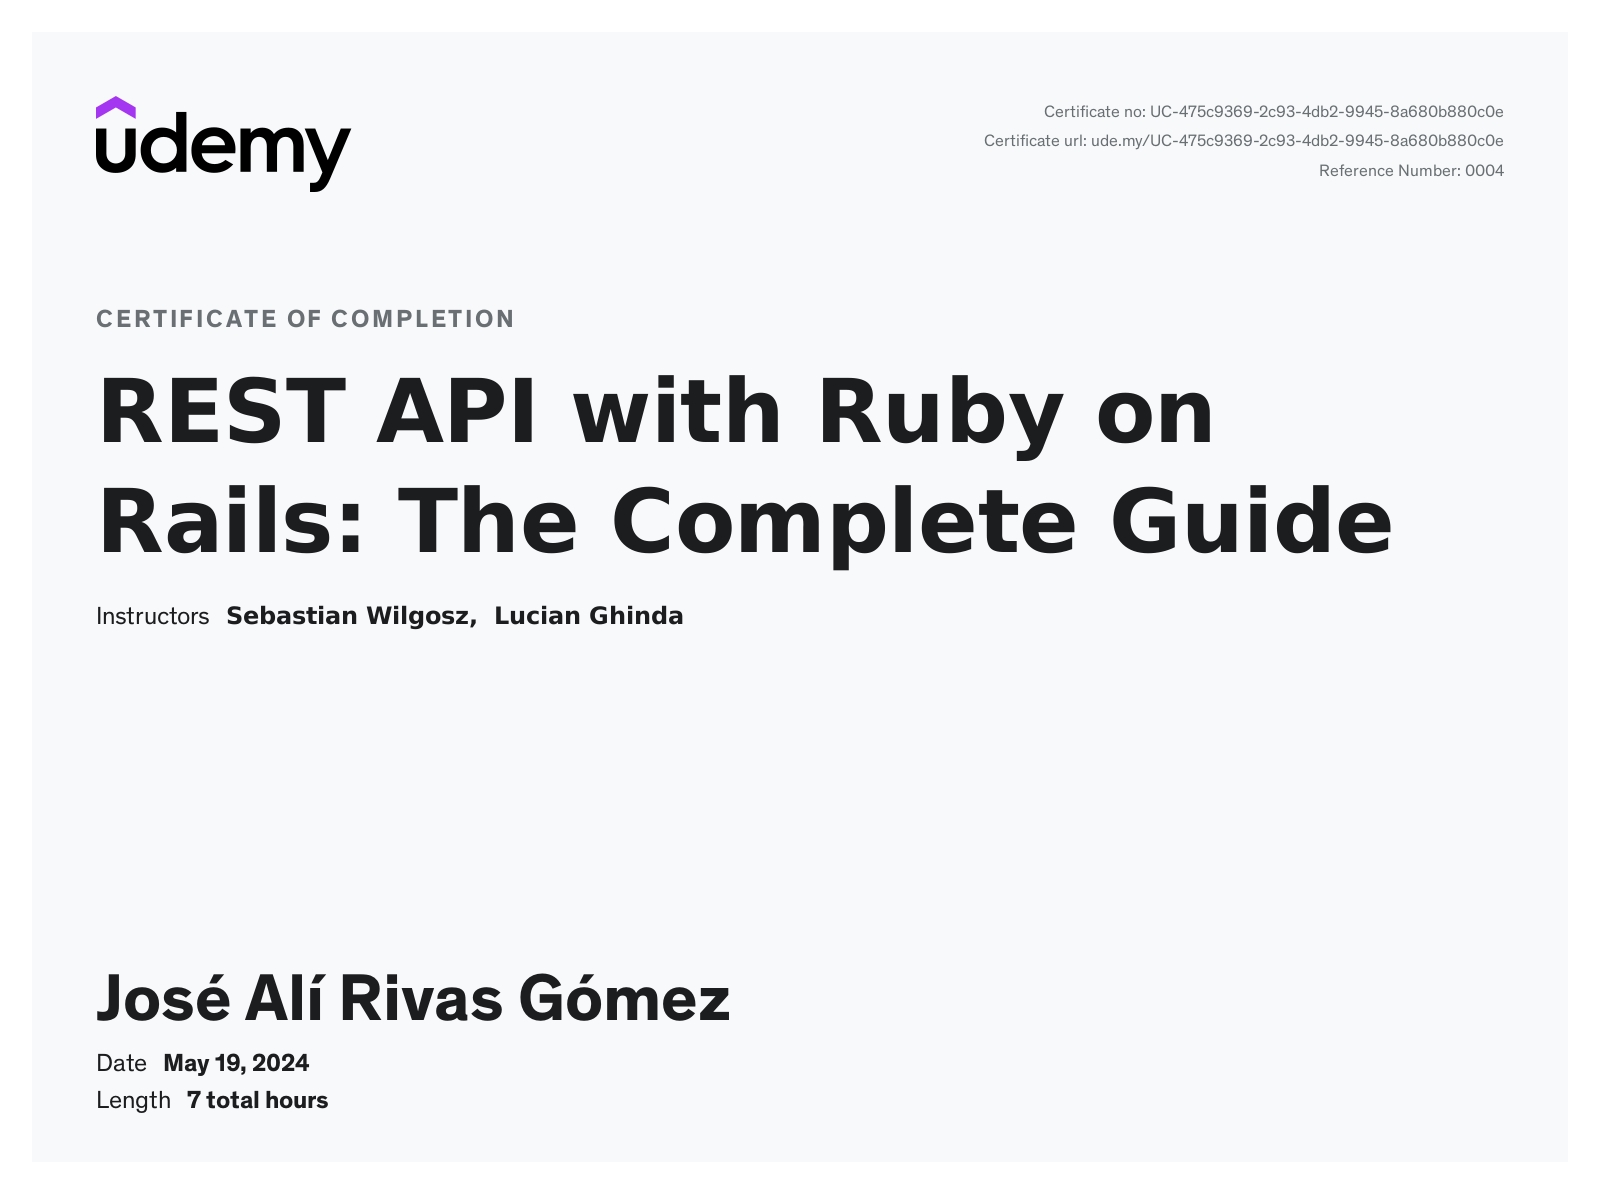 udemy
Certificate no: UC-475c9369-2c93-4db2-9945-8a680b880c0e
Certificate url: ude.my/UC-475c9369-2c93-4db2-9945-8a680b880c0e
Reference Number: 0004
CERTIFICATE OF COMPLETION
REST API with Ruby on
Rails: The Complete Guide
Instructors Sebastian Wilgosz, Lucian Ghinda
José Alí Rivas Gómez
Date May 19, 2024
Length 7 total hours